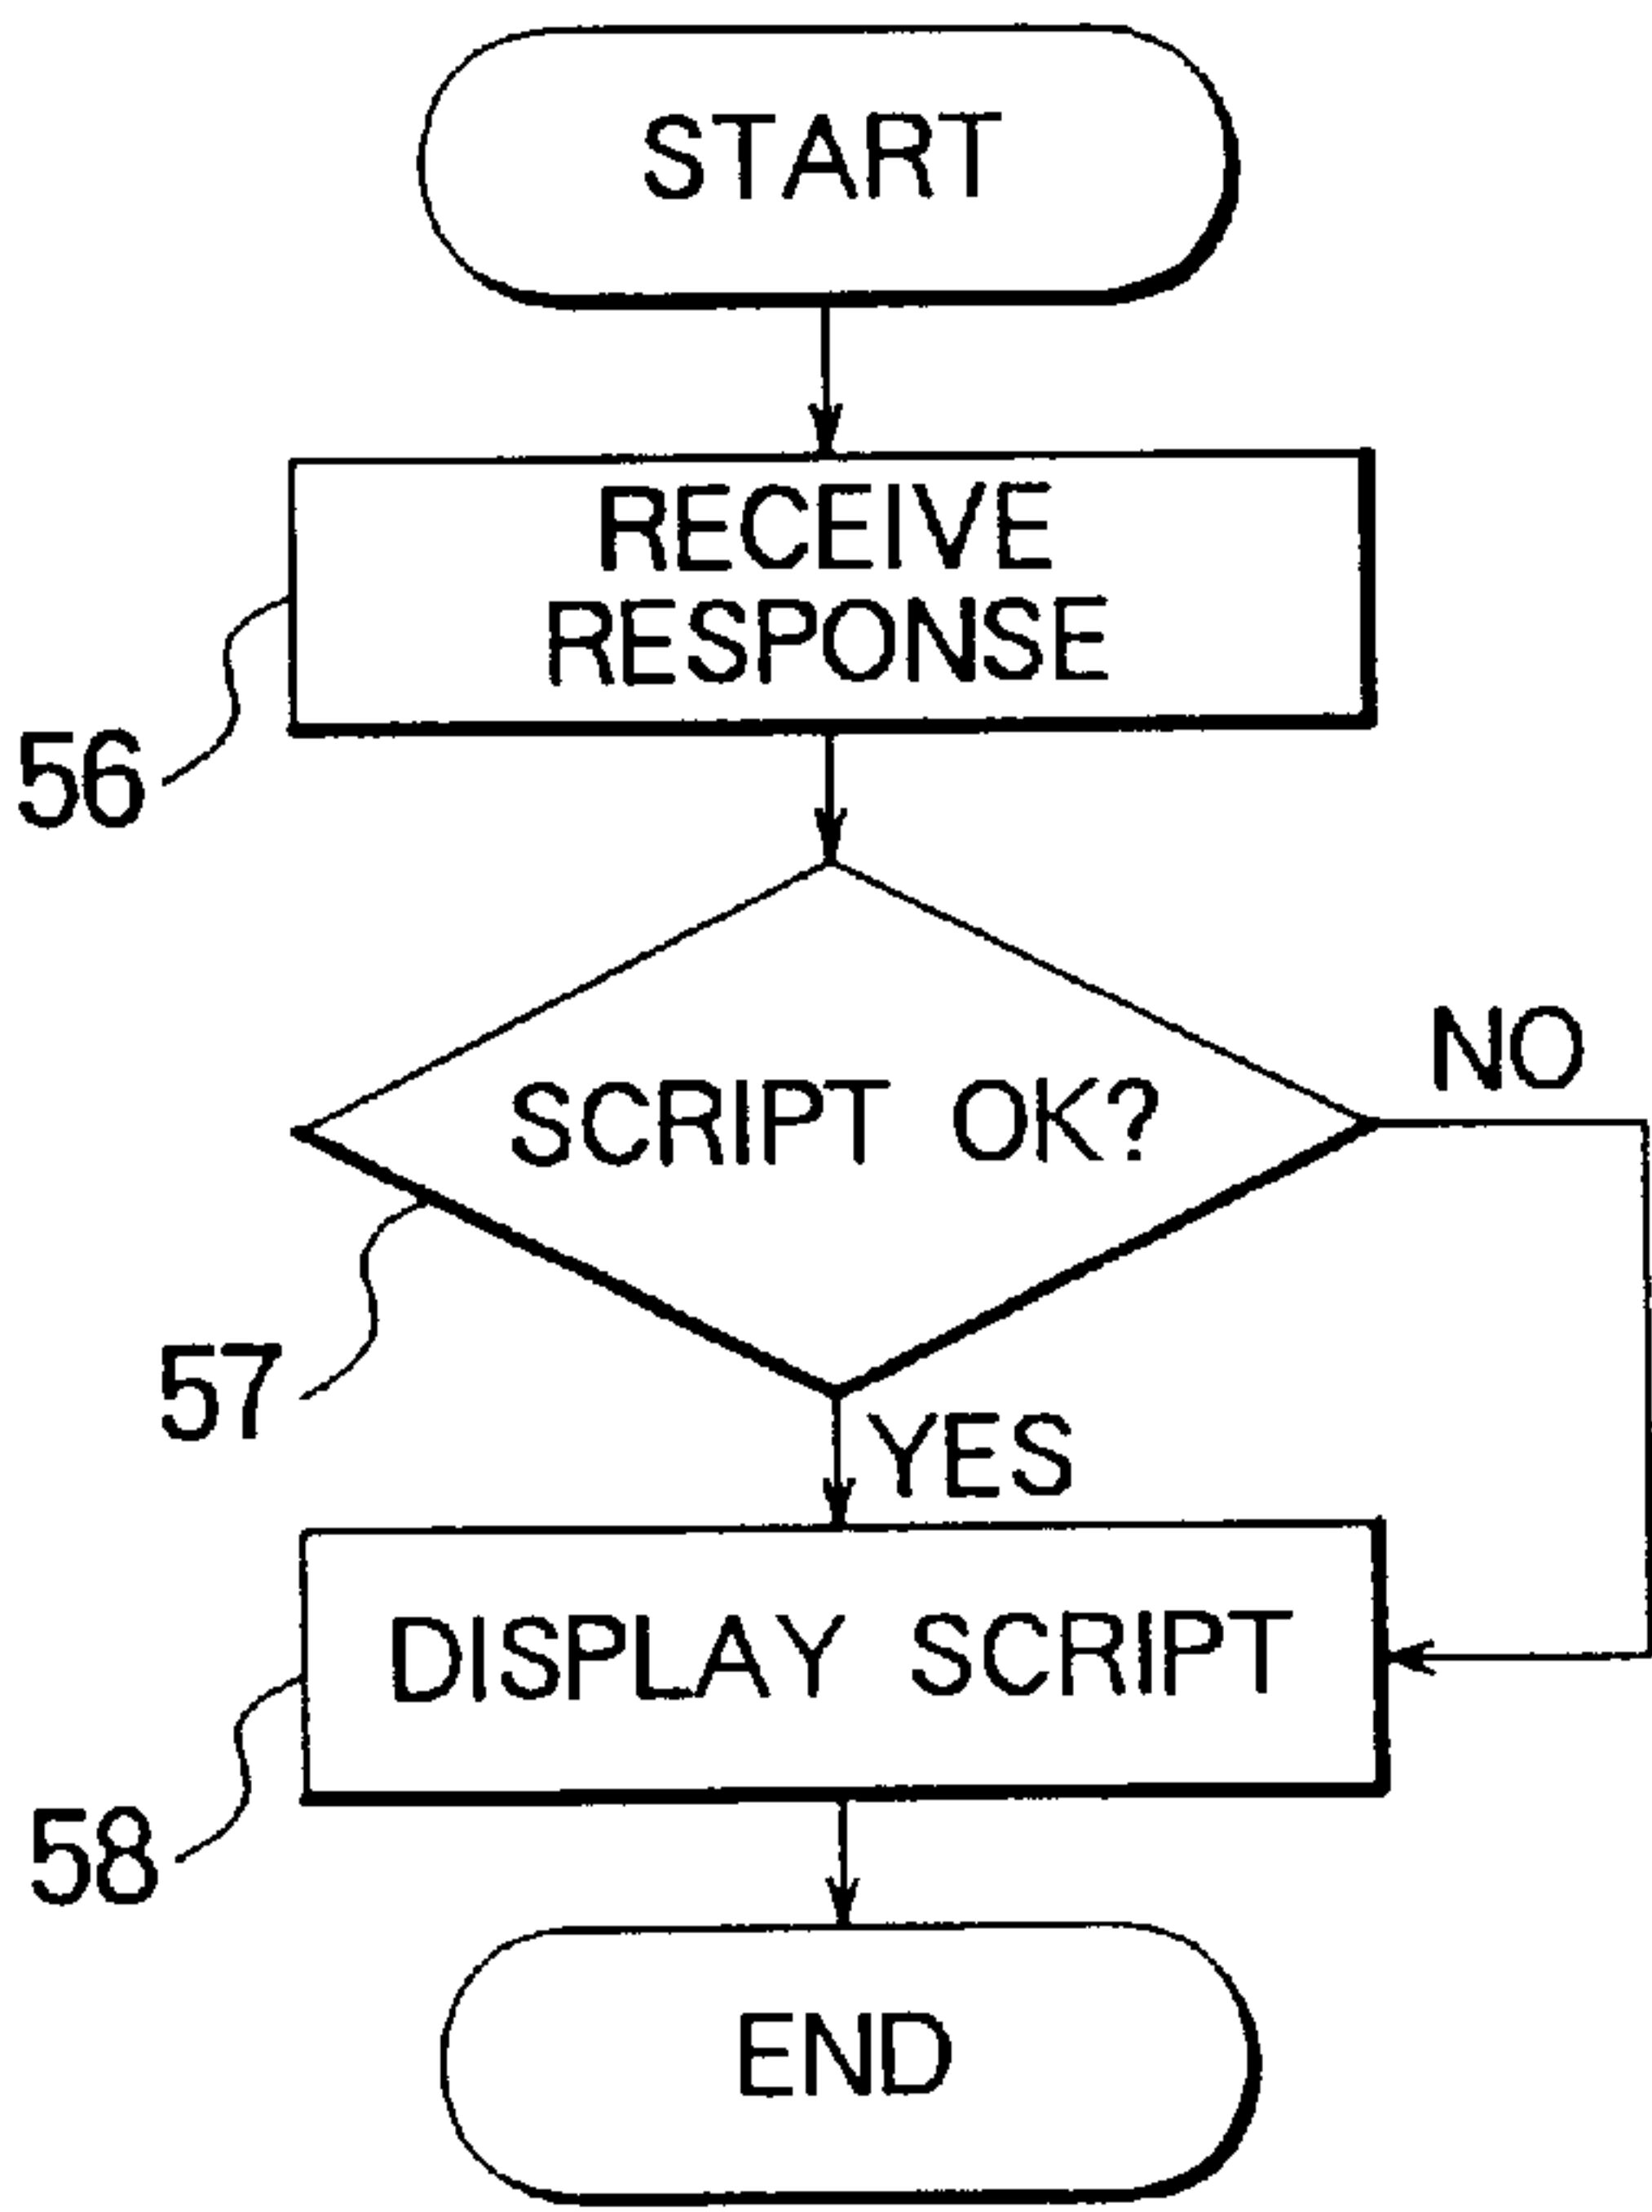 START
RECEIVE
RESPONSE
56
SCRIPT OK?
NO
57
YES
DISPLAY SCRIPT
58
END